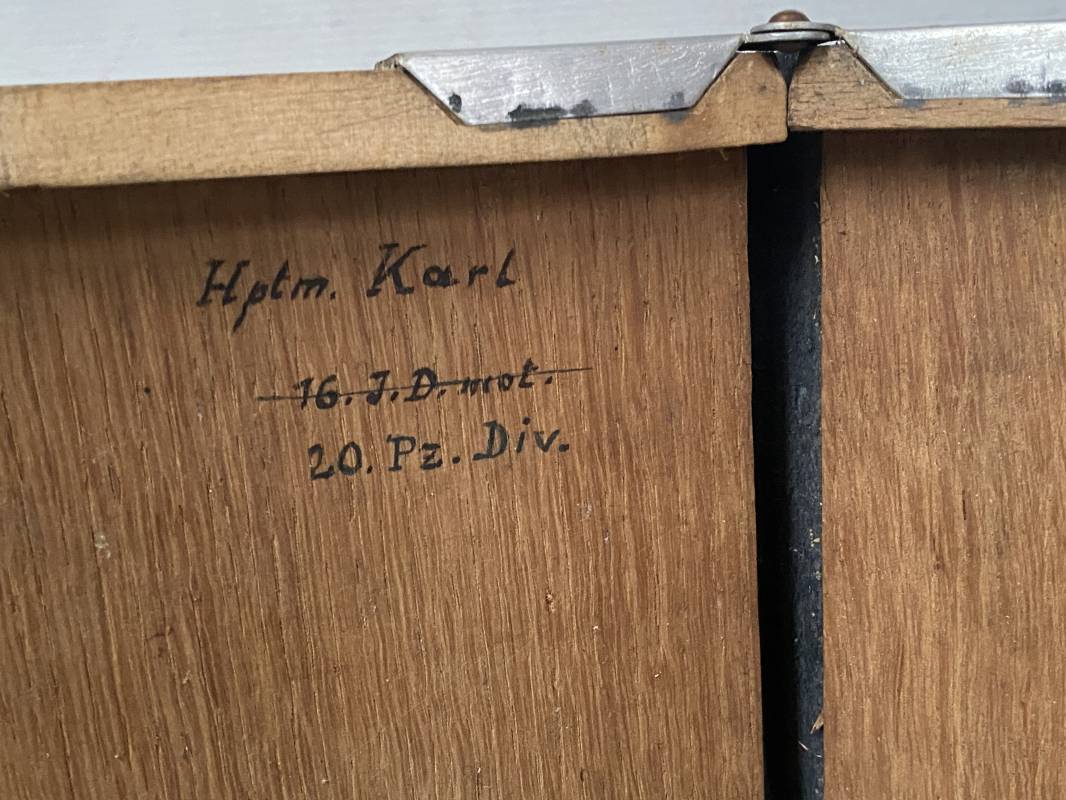 Hptm. Karl
16. J.D. mot.
20. Pz. Div.